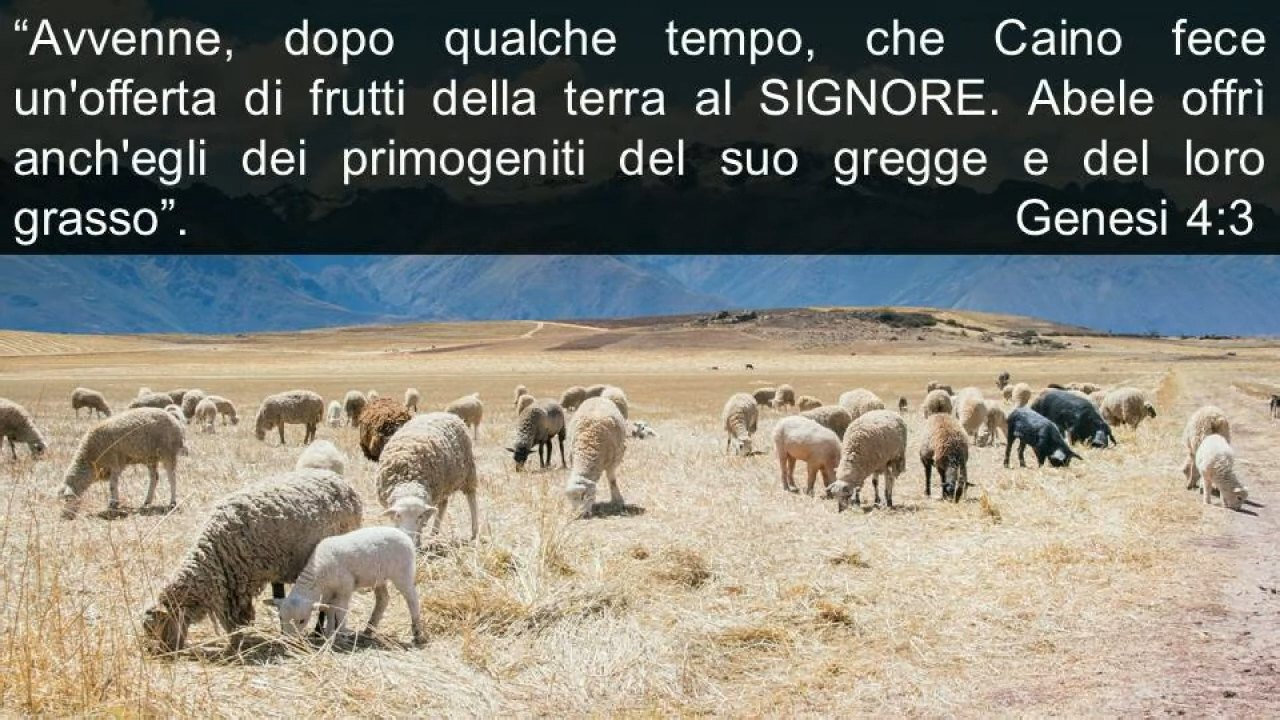 “Avvenne, dopo qualche tempo, che Caino fece
un'offerta di frutti della terra al SIGNORE. Abele offrì
anch'egli dei primogeniti del suo gregge e del loro
grasso”. Genesi 4:3